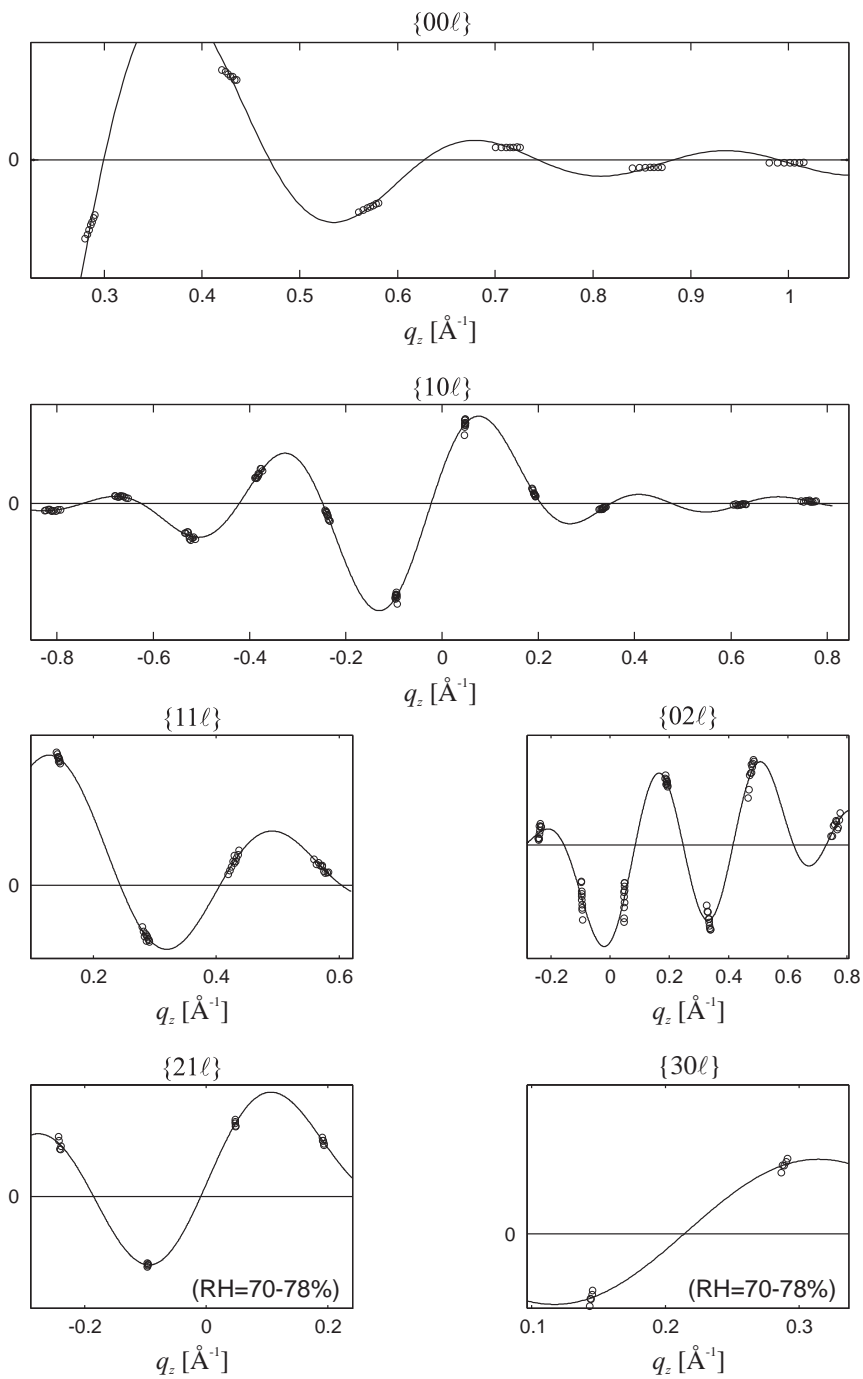 {00ℓ}
0
0.3 0.4 0.5 0.6 0.7 0.8 0.9 1
q_z [Å⁻¹]
{10ℓ}
0
-0.8 -0.6 -0.4 -0.2 0 0.2 0.4 0.6 0.8
q_z [Å⁻¹]
{11ℓ}
0
0.2 0.4 0.6
q_z [Å⁻¹]
{02ℓ}
-0.2 0 0.2 0.4 0.6 0.8
q_z [Å⁻¹]
{21ℓ}
0
(RH=70-78%)
-0.2 0 0.2
q_z [Å⁻¹]
{30ℓ}
0
(RH=70-78%)
0.1 0.2 0.3
q_z [Å⁻¹]